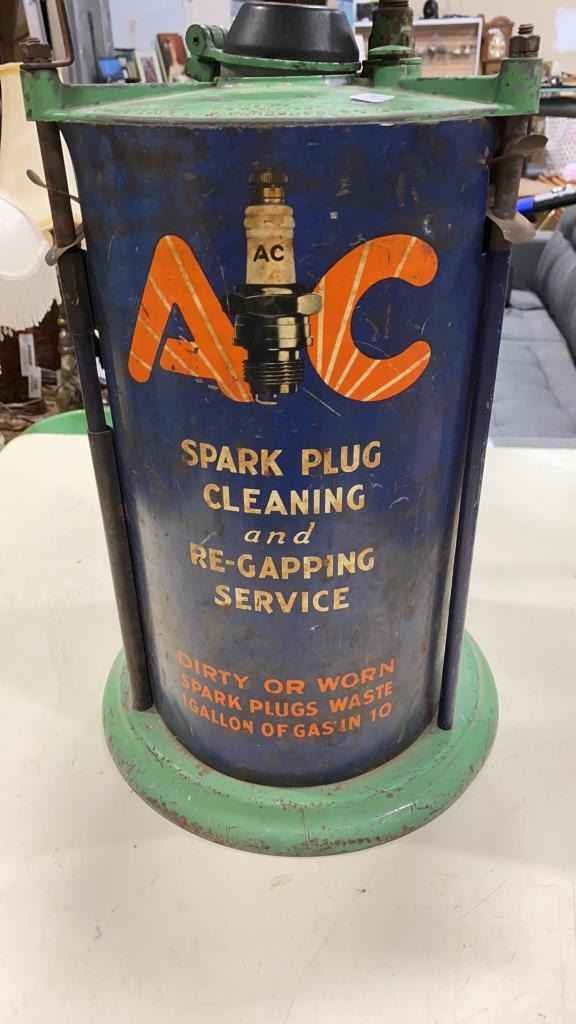 AC
AC
SPARK PLUG
CLEANING
and
RE-GAPPING
SERVICE
DIRTY OR WORN
SPARK PLUGS WASTE
1 GALLON OF GAS IN 10